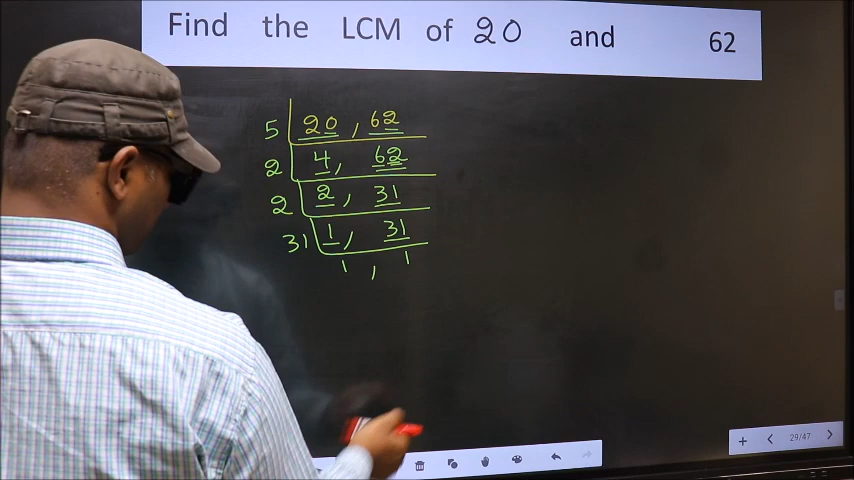 Find the LCM of 20 and 62
5 20, 62
2 4, 62
2 2, 31
31 1, 31
1, 1
29/47